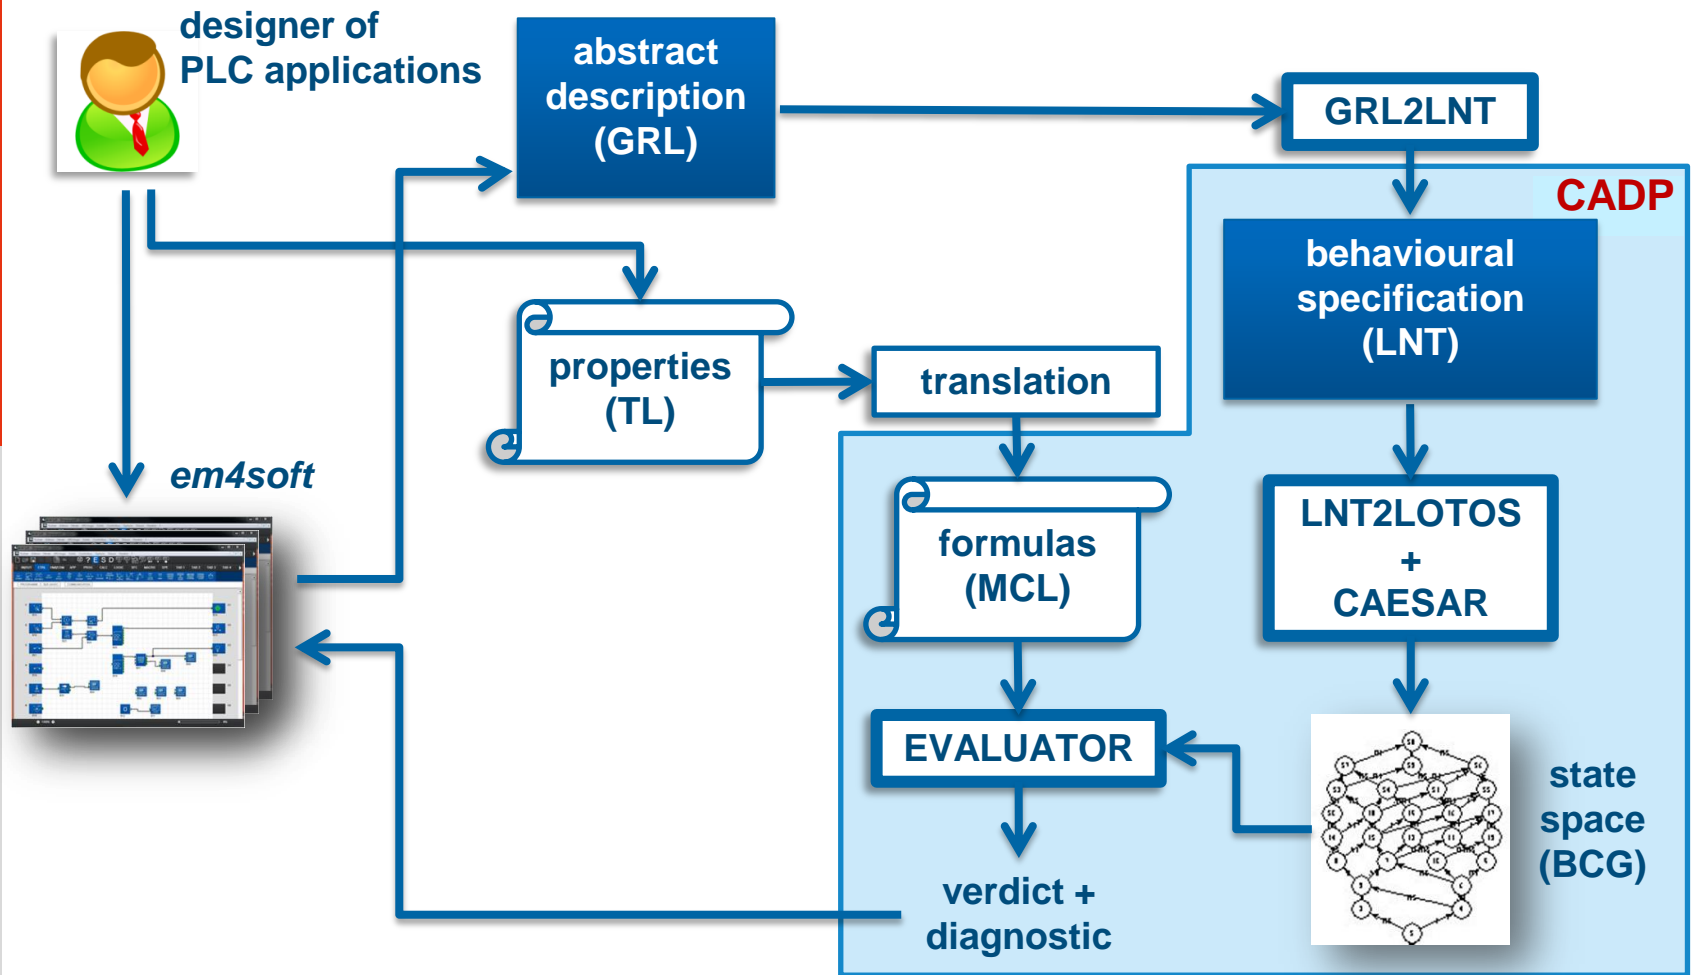 designer of
PLC applications
abstract
description
(GRL)
GRL2LNT
CADP
behavioural
specification
(LNT)
properties
(TL)
translation
em4soft
formulas
(MCL)
LNT2LOTOS
+
CAESAR
EVALUATOR
state
space
(BCG)
verdict +
diagnostic